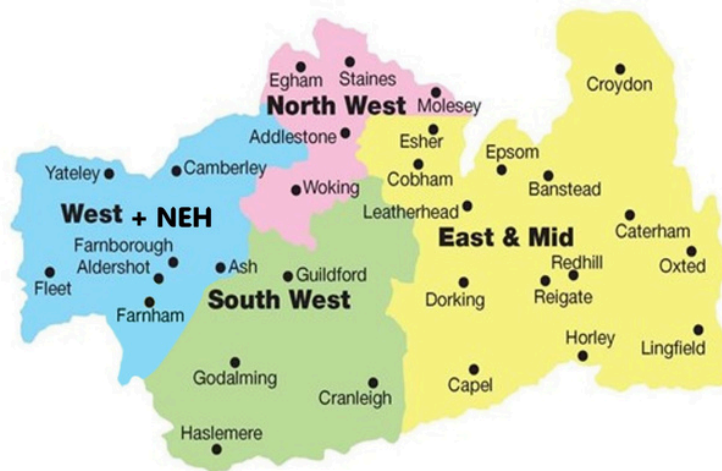 Egham
Staines
North West
Molesey
Addlestone
Woking
Croydon
Esher
Cobham
Epsom
Banstead
Leatherhead
East & Mid
Caterham
Oxted
Redhill
Reigate
Dorking
Horley
Lingfield
Capel
Yateley
Camberley
West + NEH
Farnborough
Aldershot
Ash
Fleet
Farnham
Guildford
South West
Godalming
Cranleigh
Haslemere